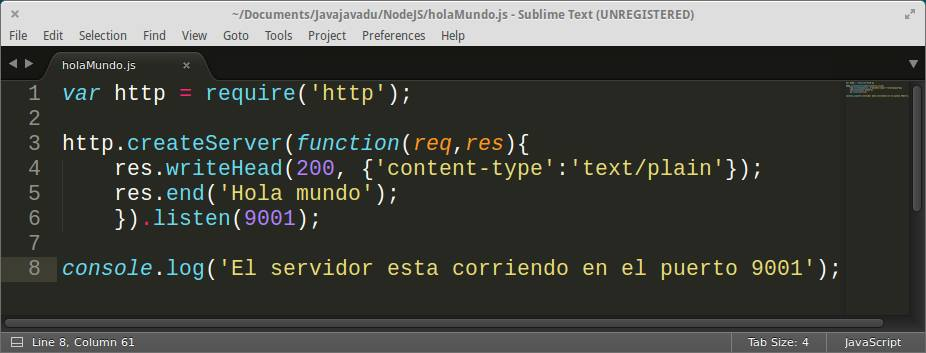 ~/Documents/Javajavadu/NodeJS/holaMundo.js - Sublime Text (UNREGISTERED)
File Edit Selection Find View Goto Tools Project Preferences Help
holaMundo.js
1 var http = require('http');
2
3 http.createServer(function(req,res){
4     res.writeHead(200, {'content-type':'text/plain'});
5     res.end('Hola mundo');
6     }).listen(9001);
7
8 console.log('El servidor esta corriendo en el puerto 9001');
Line 8, Column 61 Tab Size: 4 JavaScript